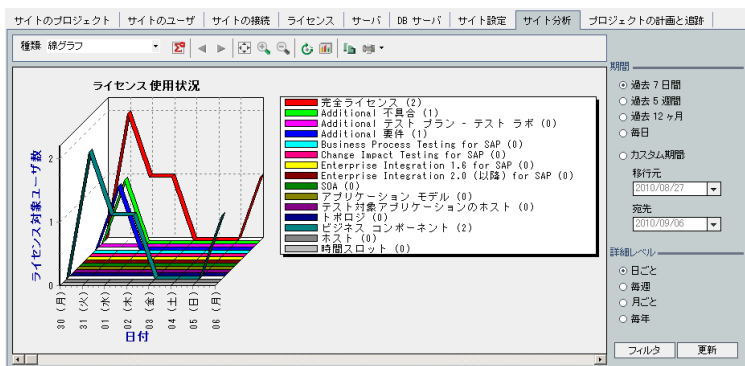 サイトのプロジェクト サイトのユーザ サイトの接続 ライセンス サーバ DB サーバ サイト設定 サイト分析 プロジェクトの計画と追跡
種類 線グラフ
ライセンス使用状況
ライセンス対象ユーザ数
2
1
0
30 (月)
31 (火)
01 (水)
02 (木)
03 (金)
04 (土)
05 (日)
06 (月)
日付
完全ライセンス (2)
Additional 不具合 (1)
Additional テスト プラン - テスト ラボ (0)
Additional 要件 (1)
Business Process Testing for SAP (0)
Change Impact Testing for SAP (0)
Enterprise Integration 1.6 for SAP (0)
Enterprise Integration 2.0 (以降) for SAP (0)
SOA (0)
アプリケーション モデル (0)
テスト対象アプリケーションのホスト (0)
トポロジ (0)
ビジネス コンポーネント (2)
ホスト (0)
時間スロット (0)
期間
過去 7 日間
過去 5 週間
過去 12 ヶ月
毎日
カスタム期間
移行元
2010/08/27
宛先
2010/09/06
詳細レベル
日ごと
毎週
月ごと
毎年
フィルタ 更新